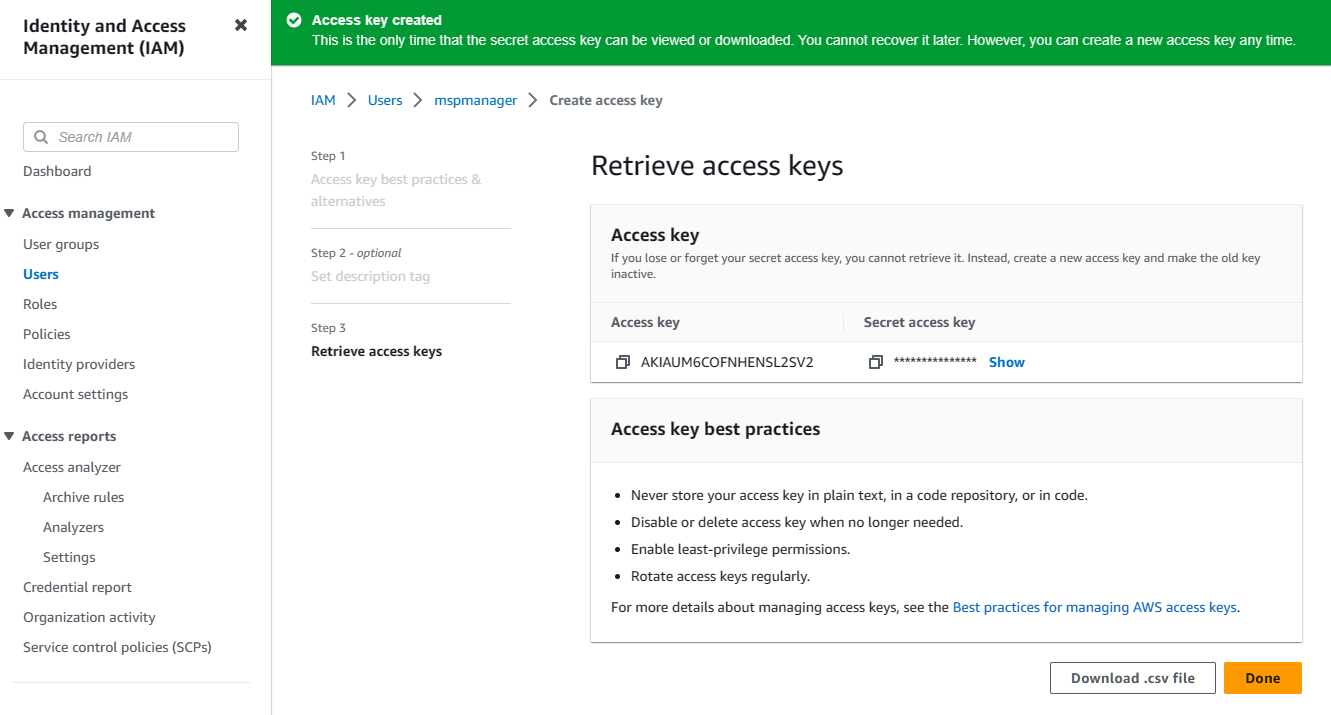 Identity and Access
Management (IAM)
Search IAM
Dashboard
Access management
User groups
Users
Roles
Policies
Identity providers
Account settings
Access reports
Access analyzer
Archive rules
Analyzers
Settings
Credential report
Organization activity
Service control policies (SCPs)
Access key created
This is the only time that the secret access key can be viewed or downloaded. You cannot recover it later. However, you can create a new access key any time.
IAM > Users > mspmanager > Create access key
Step 1
Access key best practices &
alternatives
Step 2 - optional
Set description tag
Step 3
Retrieve access keys
Retrieve access keys
Access key
If you lose or forget your secret access key, you cannot retrieve it. Instead, create a new access key and make the old key
inactive.
Access key Secret access key
AKIAUM6COFNHENSL2SV2 *************** Show
Access key best practices
• Never store your access key in plain text, in a code repository, or in code.
• Disable or delete access key when no longer needed.
• Enable least-privilege permissions.
• Rotate access keys regularly.
For more details about managing access keys, see the Best practices for managing AWS access keys.
Download .csv file Done